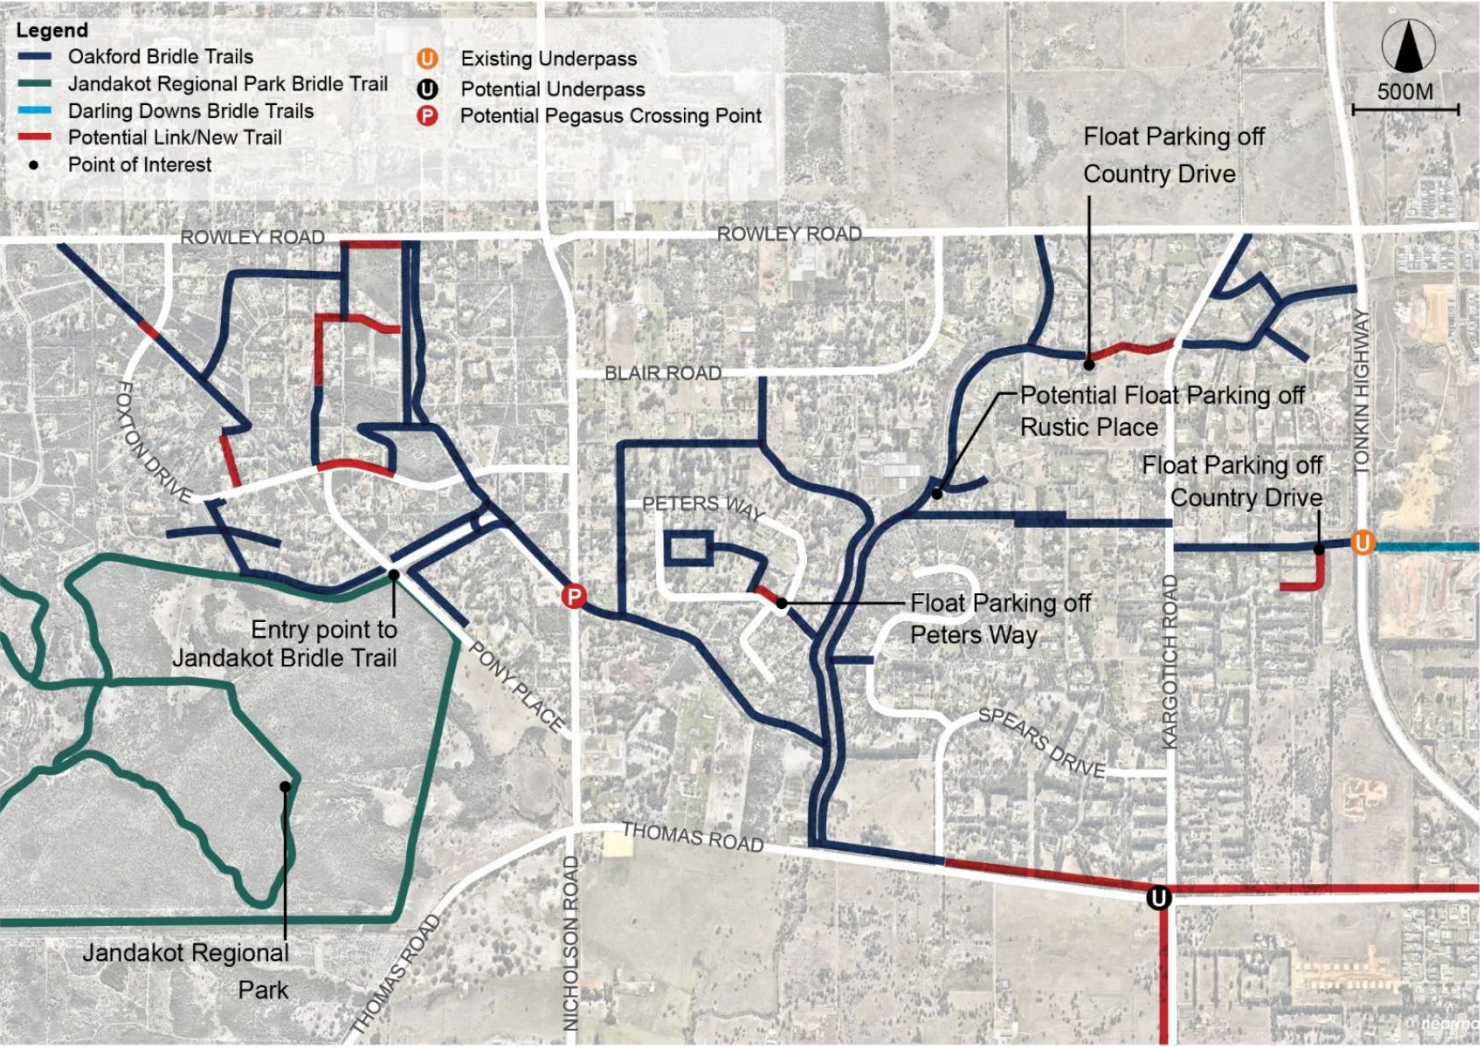 Legend
Oakford Bridle Trails
Jandakot Regional Park Bridle Trail
Darling Downs Bridle Trails
Potential Link/New Trail
Point of Interest
U Existing Underpass
U Potential Underpass
P Potential Pegasus Crossing Point
500M
Float Parking off
Country Drive
ROWLEY ROAD
ROWLEY ROAD
BLAIR ROAD
FOXTON DRIVE
TONKIN HIGHWAY
Potential Float Parking off
Rustic Place
Float Parking off
Country Drive
PETERS WAY
U
P
Float Parking off
Peters Way
Entry point to
Jandakot Bridle Trail
PONY PLACE
KARGOTICH ROAD
SPEARS DRIVE
THOMAS ROAD
U
NICHOLSON ROAD
THOMAS ROAD
Jandakot Regional
Park